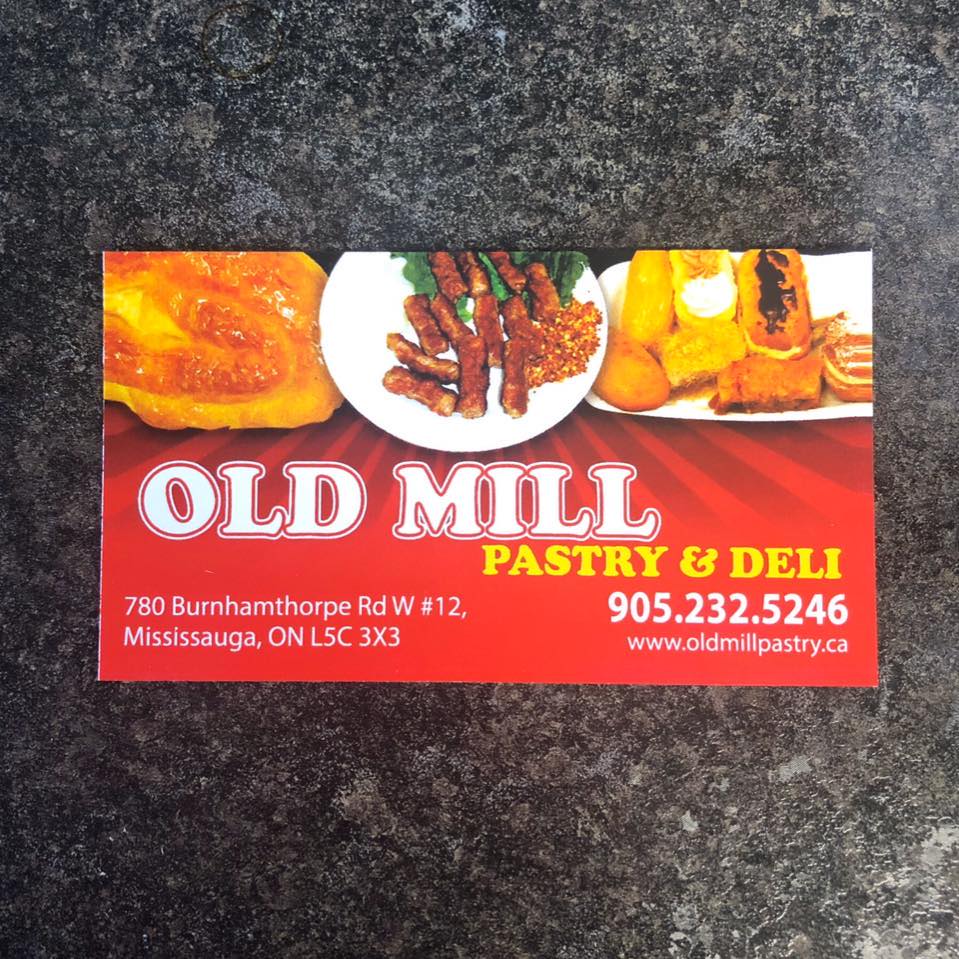 OLD MILL
PASTRY & DELI
780 Burnhamthorpe Rd W #12,
Mississauga, ON L5C 3X3
905.232.5246
www.oldmillpastry.ca